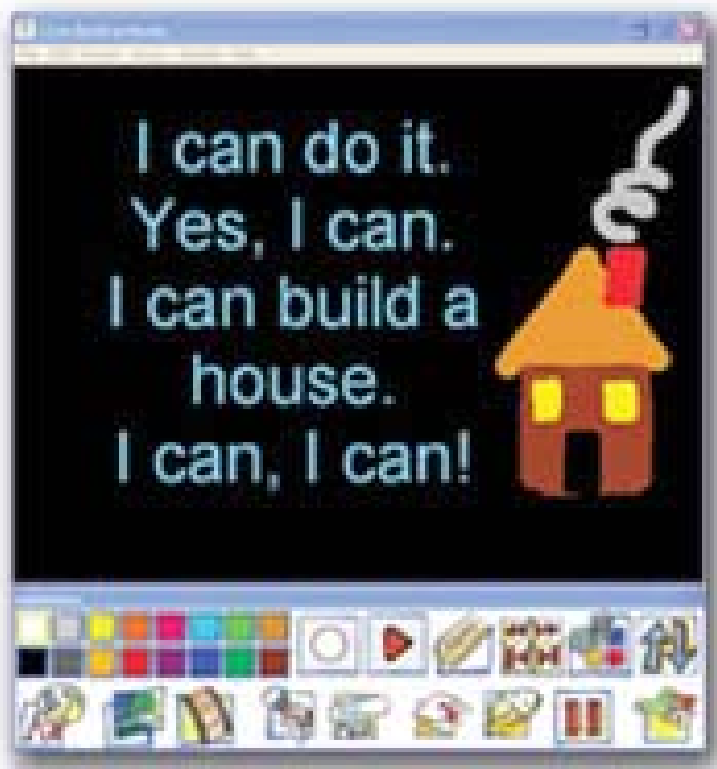 I can do it.
Yes, I can.
I can build a
house.
I can, I can!